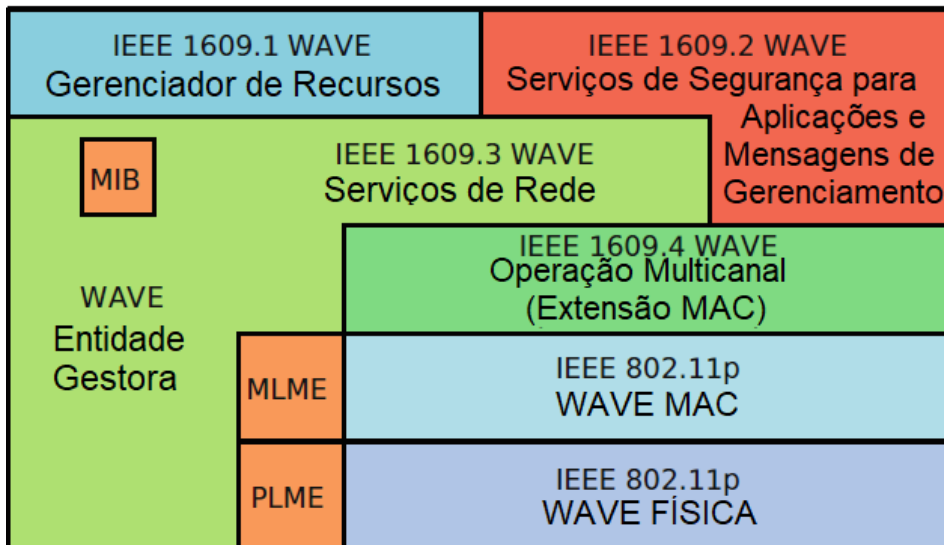 IEEE 1609.1 WAVE
Gerenciador de Recursos
IEEE 1609.2 WAVE
Serviços de Segurança para
Aplicações e
Mensagens de
Gerenciamento
MIB
IEEE 1609.3 WAVE
Serviços de Rede
IEEE 1609.4 WAVE
Operação Multicanal
(Extensão MAC)
WAVE
Entidade
Gestora
MLME
IEEE 802.11p
WAVE MAC
PLME
IEEE 802.11p
WAVE FÍSICA